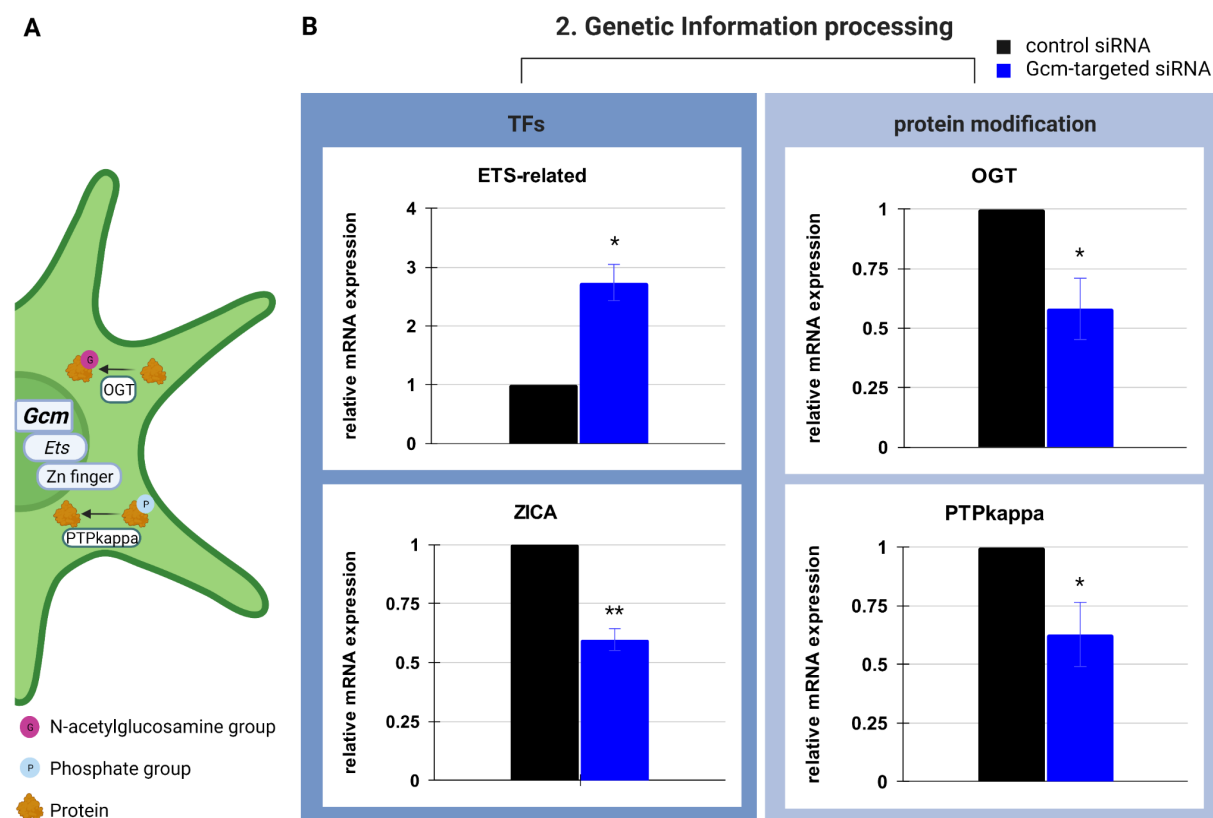 A
G
OGT
Gcm
Ets
Zn finger
P
PTPkappa
G N-acetylglucosamine group
P Phosphate group
Protein
B
2. Genetic Information processing
control siRNA
Gcm-targeted siRNA
TFs
protein modification
ETS-related
relative mRNA expression
4
3
2
1
0
*
OGT
relative mRNA expression
1
0.75
0.5
0.25
0
*
ZICA
relative mRNA expression
1
0.75
0.5
0.25
0
**
PTPkappa
relative mRNA expression
1
0.75
0.5
0.25
0
*